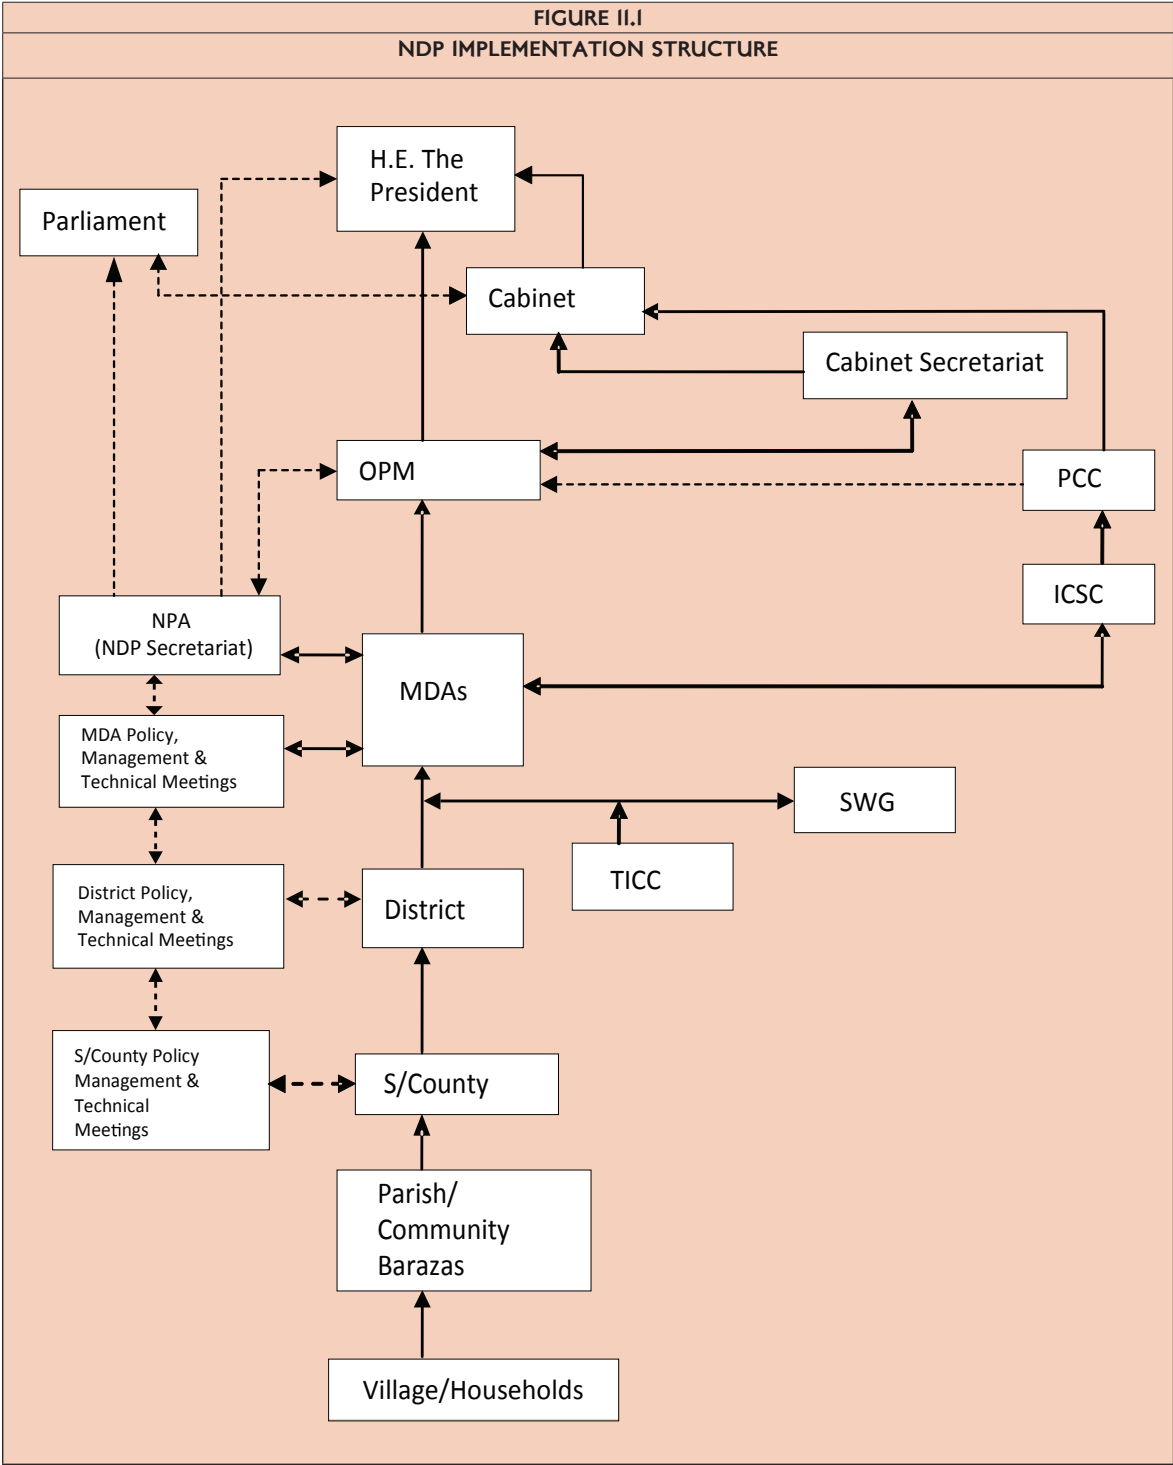 FIGURE 11.1
NDP IMPLEMENTATION STRUCTURE
H.E. The
President
Parliament
Cabinet
Cabinet Secretariat
OPM
PCC
ICSC
NPA
(NDP Secretariat)
MDAs
MDA Policy,
Management &
Technical Meetings
SWG
TICC
District Policy,
Management &
Technical Meetings
District
S/County Policy
Management &
Technical
Meetings
S/County
Parish/
Community
Barazas
Village/Households